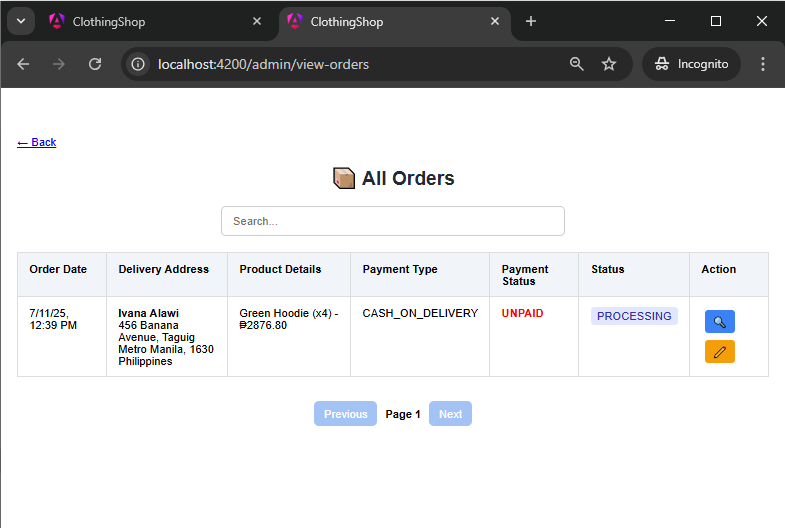 ClothingShop
ClothingShop
localhost:4200/admin/view-orders
Incognito
← Back
All Orders
Search...
Order Date
Delivery Address
Product Details
Payment Type
Payment
Status
Status
Action
7/11/25,
12:39 PM
Ivana Alawi
456 Banana
Avenue, Taguig
Metro Manila, 1630
Philippines
Green Hoodie (x4) -
₱2876.80
CASH_ON_DELIVERY
UNPAID
PROCESSING
Previous
Page 1
Next